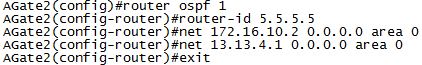 AGate2(config)#router ospf 1
AGate2(config-router)#router-id 5.5.5.5
AGate2(config-router)#net 172.16.10.2 0.0.0.0 area 0
AGate2(config-router)#net 13.13.4.1 0.0.0.0 area 0
AGate2(config-router)#exit